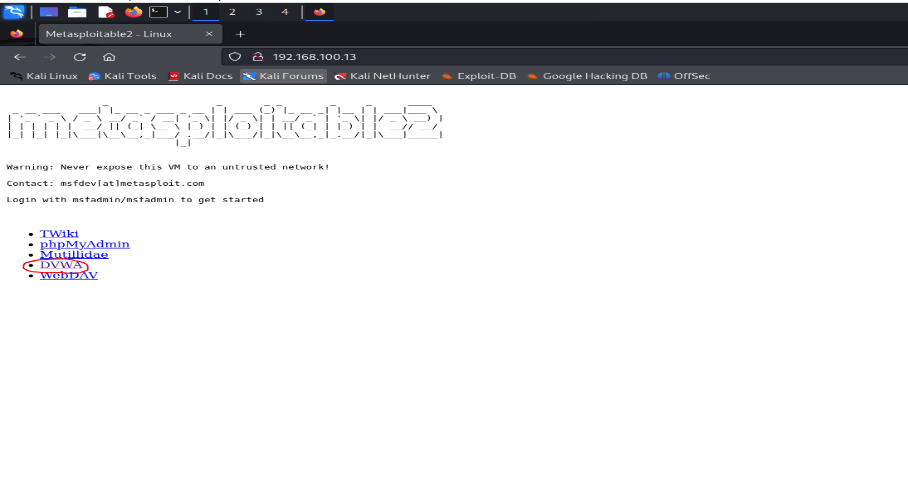 1 2 3 4
Metasploitable2 – Linux
192.168.100.13
Kali Linux Kali Tools Kali Docs Kali Forums Kali NetHunter Exploit-DB Google Hacking DB OffSec
metasploitable2
Warning: Never expose this VM to an untrusted network!
Contact: msfdev[at]metasploit.com
Login with msfadmin/msfadmin to get started
TWiki
phpMyAdmin
Mutillidae
DVWA
WebDAV